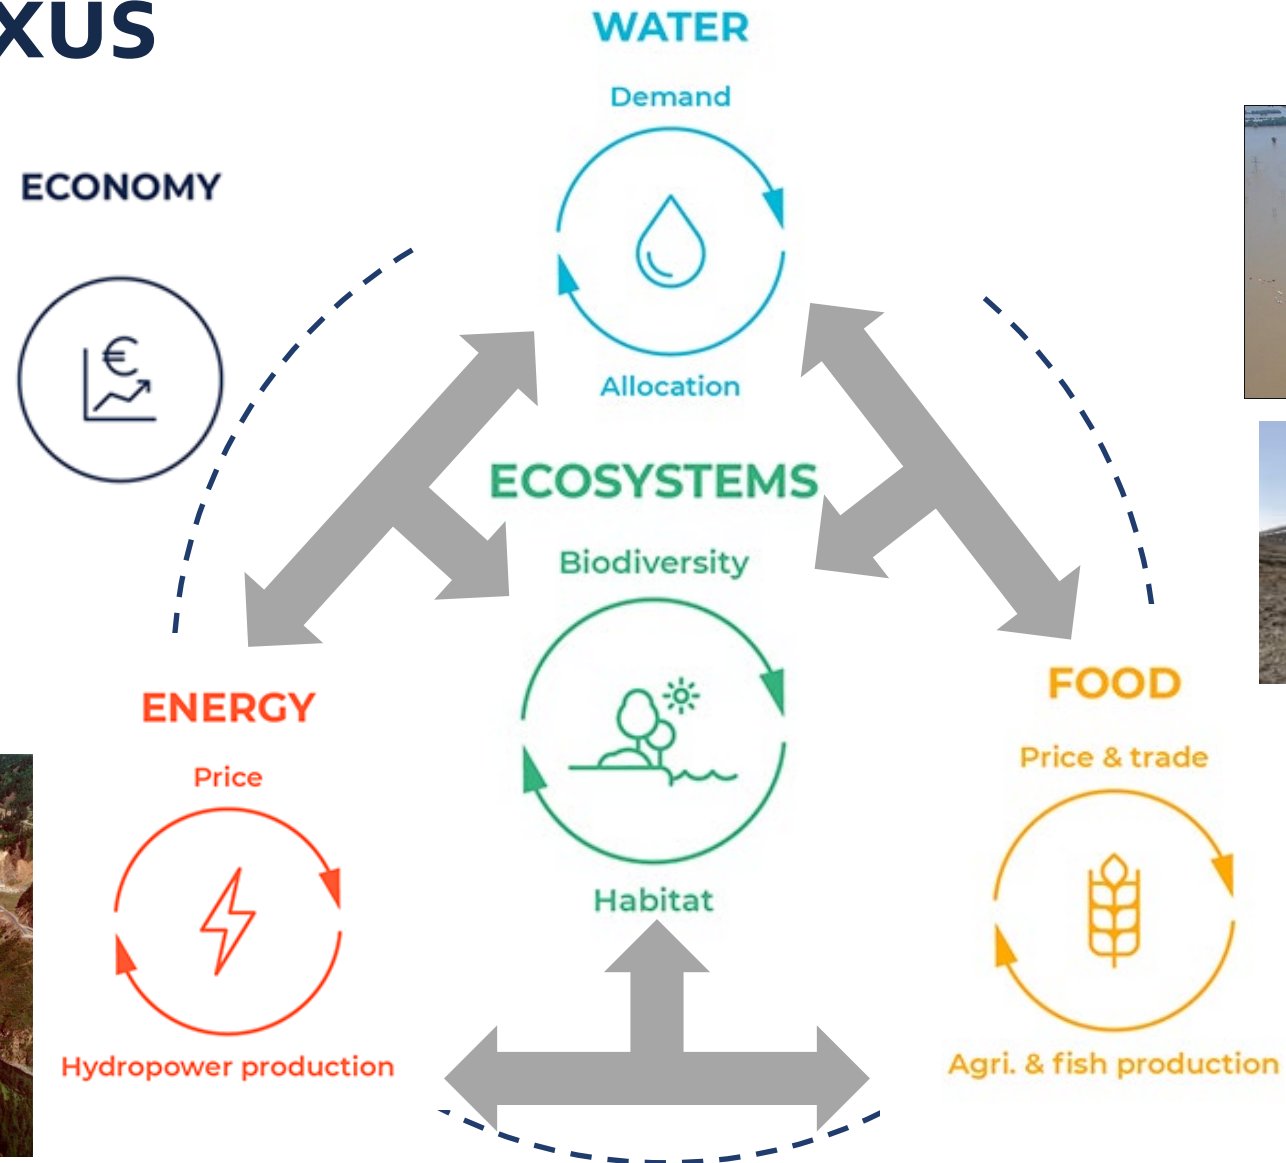 XUS
WATER
Demand
ECONOMY
€
Allocation
ECOSYSTEMS
Biodiversity
ENERGY
FOOD
Price
Price & trade
Habitat
Hydropower production
Agri. & fish production